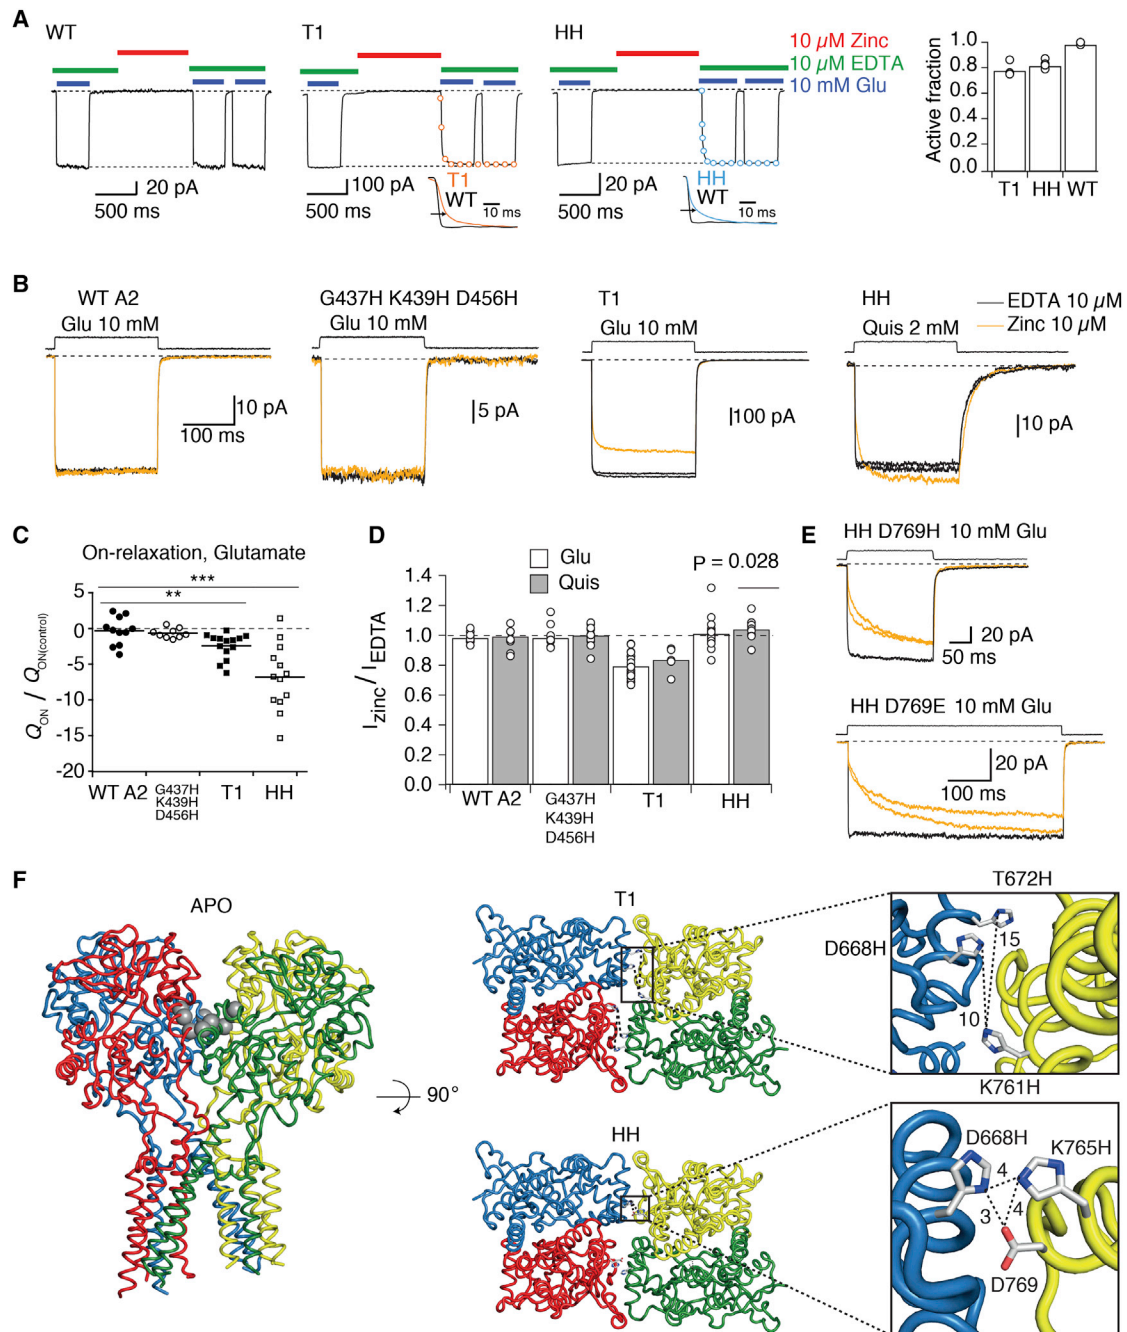 A
WT
T1
HH
10 µM Zinc
10 µM EDTA
10 mM Glu
20 pA
500 ms
100 pA
500 ms
T1
WT
10 ms
20 pA
500 ms
HH
WT
10 ms
Active fraction
1.0
0.8
0.6
0.4
0.2
0.0
T1 HH WT
B
WT A2
Glu 10 mM
10 pA
100 ms
G437H K439H D456H
Glu 10 mM
5 pA
T1
Glu 10 mM
100 pA
HH
Quis 2 mM
10 pA
EDTA 10 µM
Zinc 10 µM
C
On-relaxation, Glutamate
***
**
QON / QON(control)
5
0
-5
-10
-15
-20
WT A2
G437H
K439H
D456H
T1
HH
D
Glu
Quis
P = 0.028
Izinc / IEDTA
1.4
1.2
1.0
0.8
0.6
0.4
0.2
0.0
WT A2
G437H
K439H
D456H
T1
HH
E
HH D769H 10 mM Glu
20 pA
50 ms
HH D769E 10 mM Glu
20 pA
100 ms
F
APO
90°
T1
T672H
D668H
15
10
K761H
HH
D668H
K765H
4
3
4
D769